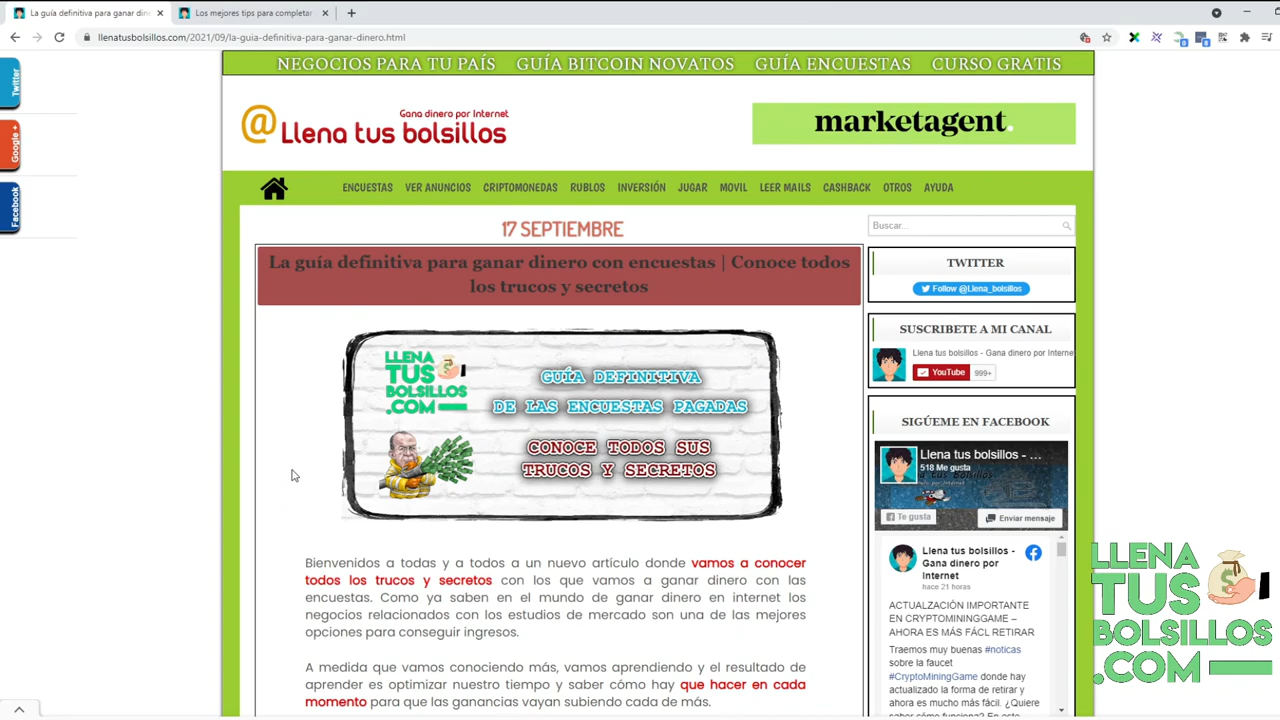 La guía definitiva para ganar din
Los mejores tips para completar
llenatusbolsillos.com/2021/09/la-guia-definitiva-para-ganar-dinero.html
NEGOCIOS PARA TU PAÍS GUÍA BITCOIN NOVATOS GUÍA ENCUESTAS CURSO GRATIS
Twitter
Google +
Facebook
Gana dinero por Internet
@Llena tus bolsillos
marketagent.
ENCUESTAS VER ANUNCIOS CRIPTOMONEDAS RUBLOS INVERSIÓN JUGAR MOVIL LEER MAILS CASHBACK OTROS AYUDA
17 SEPTIEMBRE
La guía definitiva para ganar dinero con encuestas | Conoce todos
los trucos y secretos
LLENA
TUS
BOLSILLOS
.COM
GUÍA DEFINITIVA
DE LAS ENCUESTAS PAGADAS
CONOCE TODOS SUS
TRUCOS Y SECRETOS
Bienvenidos a todas y a todos a un nuevo artículo donde vamos a conocer
todos los trucos y secretos con los que vamos a ganar dinero con las
encuestas. Como ya saben en el mundo de ganar dinero en internet los
negocios relacionados con los estudios de mercado son una de las mejores
opciones para conseguir ingresos.
A medida que vamos conociendo más, vamos aprendiendo y el resultado de
aprender es optimizar nuestro tiempo y saber cómo hay que hacer en cada
momento para que las ganancias vayan subiendo cada de más.
Buscar...
TWITTER
Follow @Llena_bolsillos
SUSCRIBETE A MI CANAL
Llena tus bolsillos - Gana dinero por Interne
YouTube 999+
SIGÚEME EN FACEBOOK
Llena tus bolsillos - ...
518 Me gusta
Te gusta
Enviar mensaje
Llena tus bolsillos -
Gana dinero por
Internet
hace 21 horas
ACTUALZACIÓN IMPORTANTE
EN CRYPTOMININGGAME –
AHORA ES MÁS FÁCIL RETIRAR
Traemos muy buenas #noticas
sobre la faucet
#CryptoMiningGame donde hay
actualizado la forma de retirar y
ahora es mucho más fácil. ¿Quiere
saber cómo funciona? En este
LLENA
TUS
BOLSILLOS
.COM